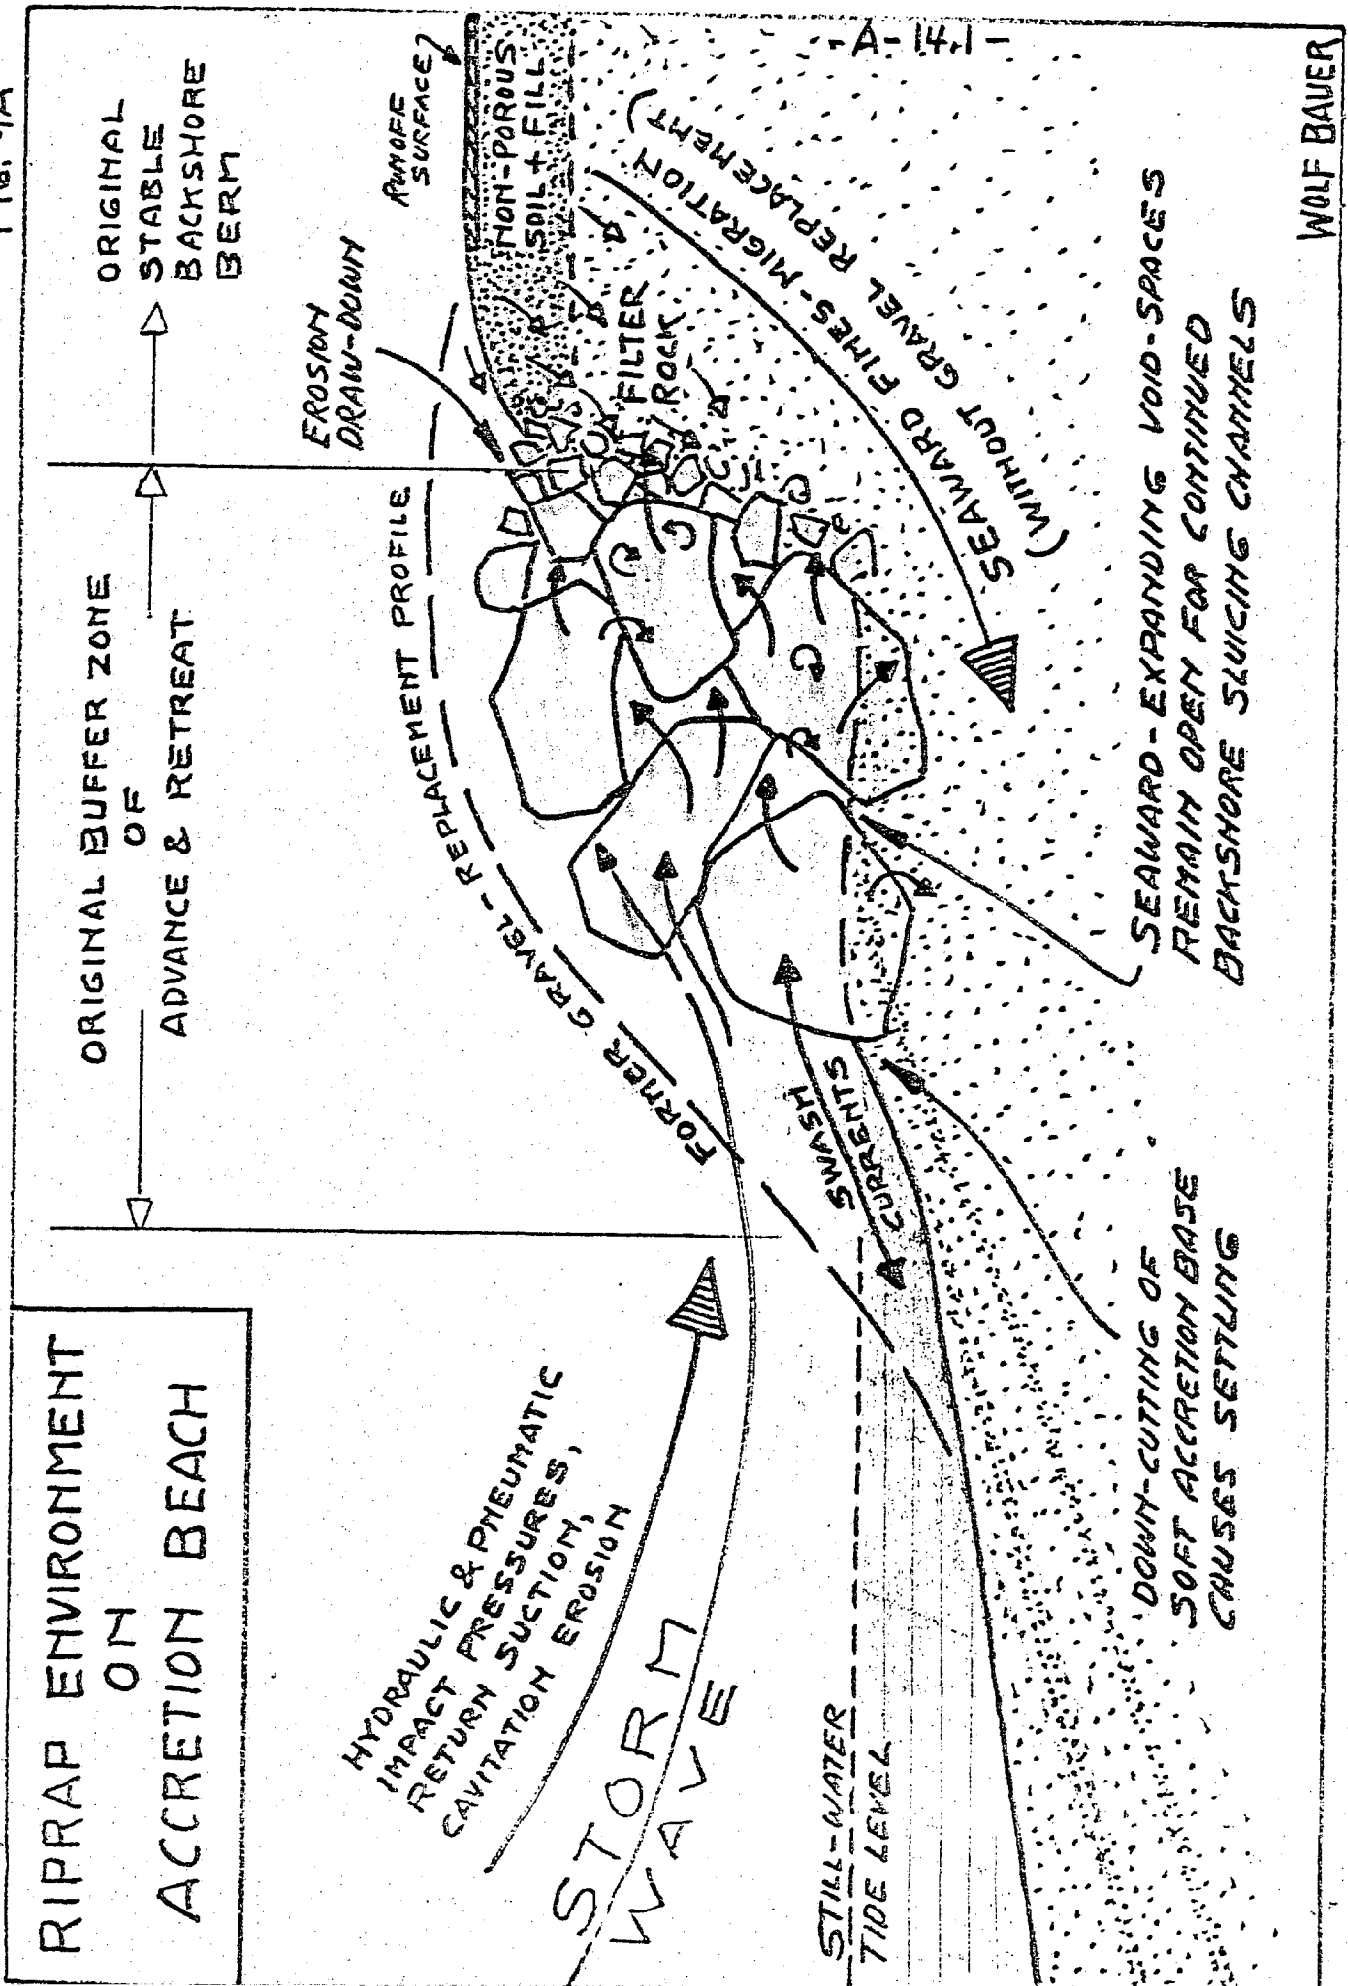 RIPRAP ENVIRONMENT
ON
ACCRETION BEACH
ORIGINAL BUFFER ZONE
OF
ADVANCE & RETREAT
ORIGINAL
STABLE
BACKSHORE
BERM
HYDRAULIC & PNEUMATIC
IMPACT PRESSURES,
RETURN SUCTION,
CAVITATION EROSION
STORM
WAVE
FORMER GRAVEL-REPLACEMENT PROFILE
EROSION
DRAW-DOWN
RUNOFF
SURFACE
NON-POROUS
SOIL + FILL
FILTER
ROCK
SWASH
CURRENTS
STILL-WATER
TIDE LEVEL
SEAWARD FINES-MIGRATION
(WITHOUT GRAVEL REPLACEMENT)
DOWN-CUTTING OF
SOFT ACCRETION BASE
CAUSES SETTLING
SEAWARD-EXPANDING VOID-SPACES
REMAIN OPEN FOR CONTINUED
BACKSHORE SLUICING CHANNELS
-A-14.1-
WOLF BAUER